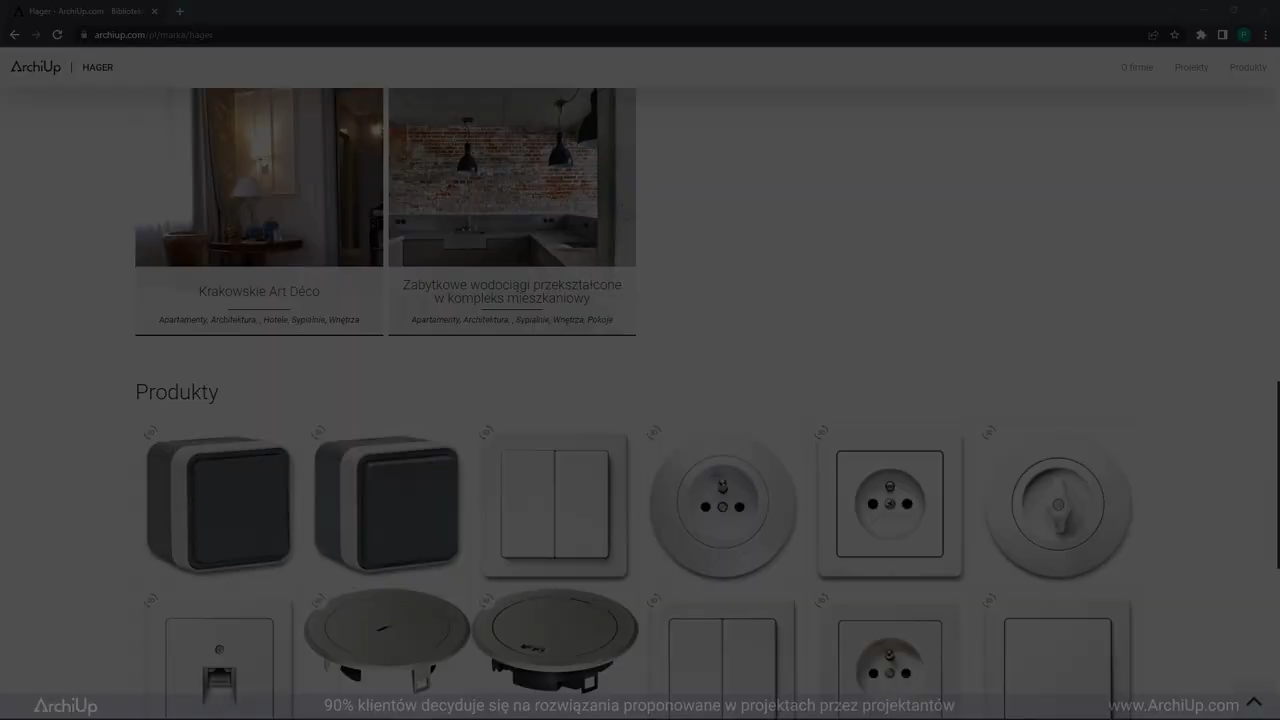 Hager - ArchiUp.com - Bibliotek
archiup.com/pl/marka/hager
P
ArchiUp | HAGER
O firmie Projekty Produkty
Krakowskie Art Déco
Apartamenty, Architektura, , Hotele, Sypialnie, Wnętrza
Zabytkowe wodociągi przekształcone
w kompleks mieszkaniowy
Apartamenty, Architektura, , Sypialnie, Wnętrza, Pokoje
Produkty
ArchiUp
90% klientów decyduje się na rozwiązania proponowane w projektach przez projektantów
www.ArchiUp.com